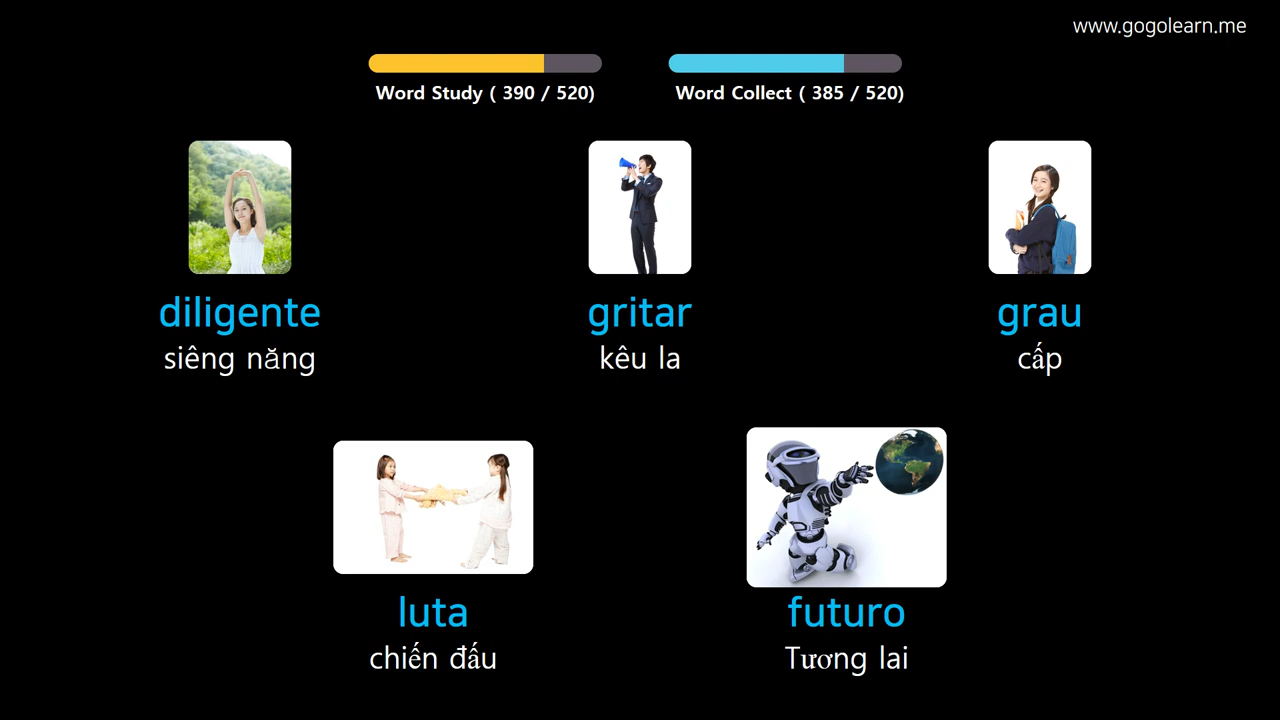 www.gogolearn.me
Word Study ( 390 / 520)
Word Collect ( 385 / 520)
diligente
siêng năng
gritar
kêu la
grau
cấp
luta
chiến đấu
futuro
Tương lai